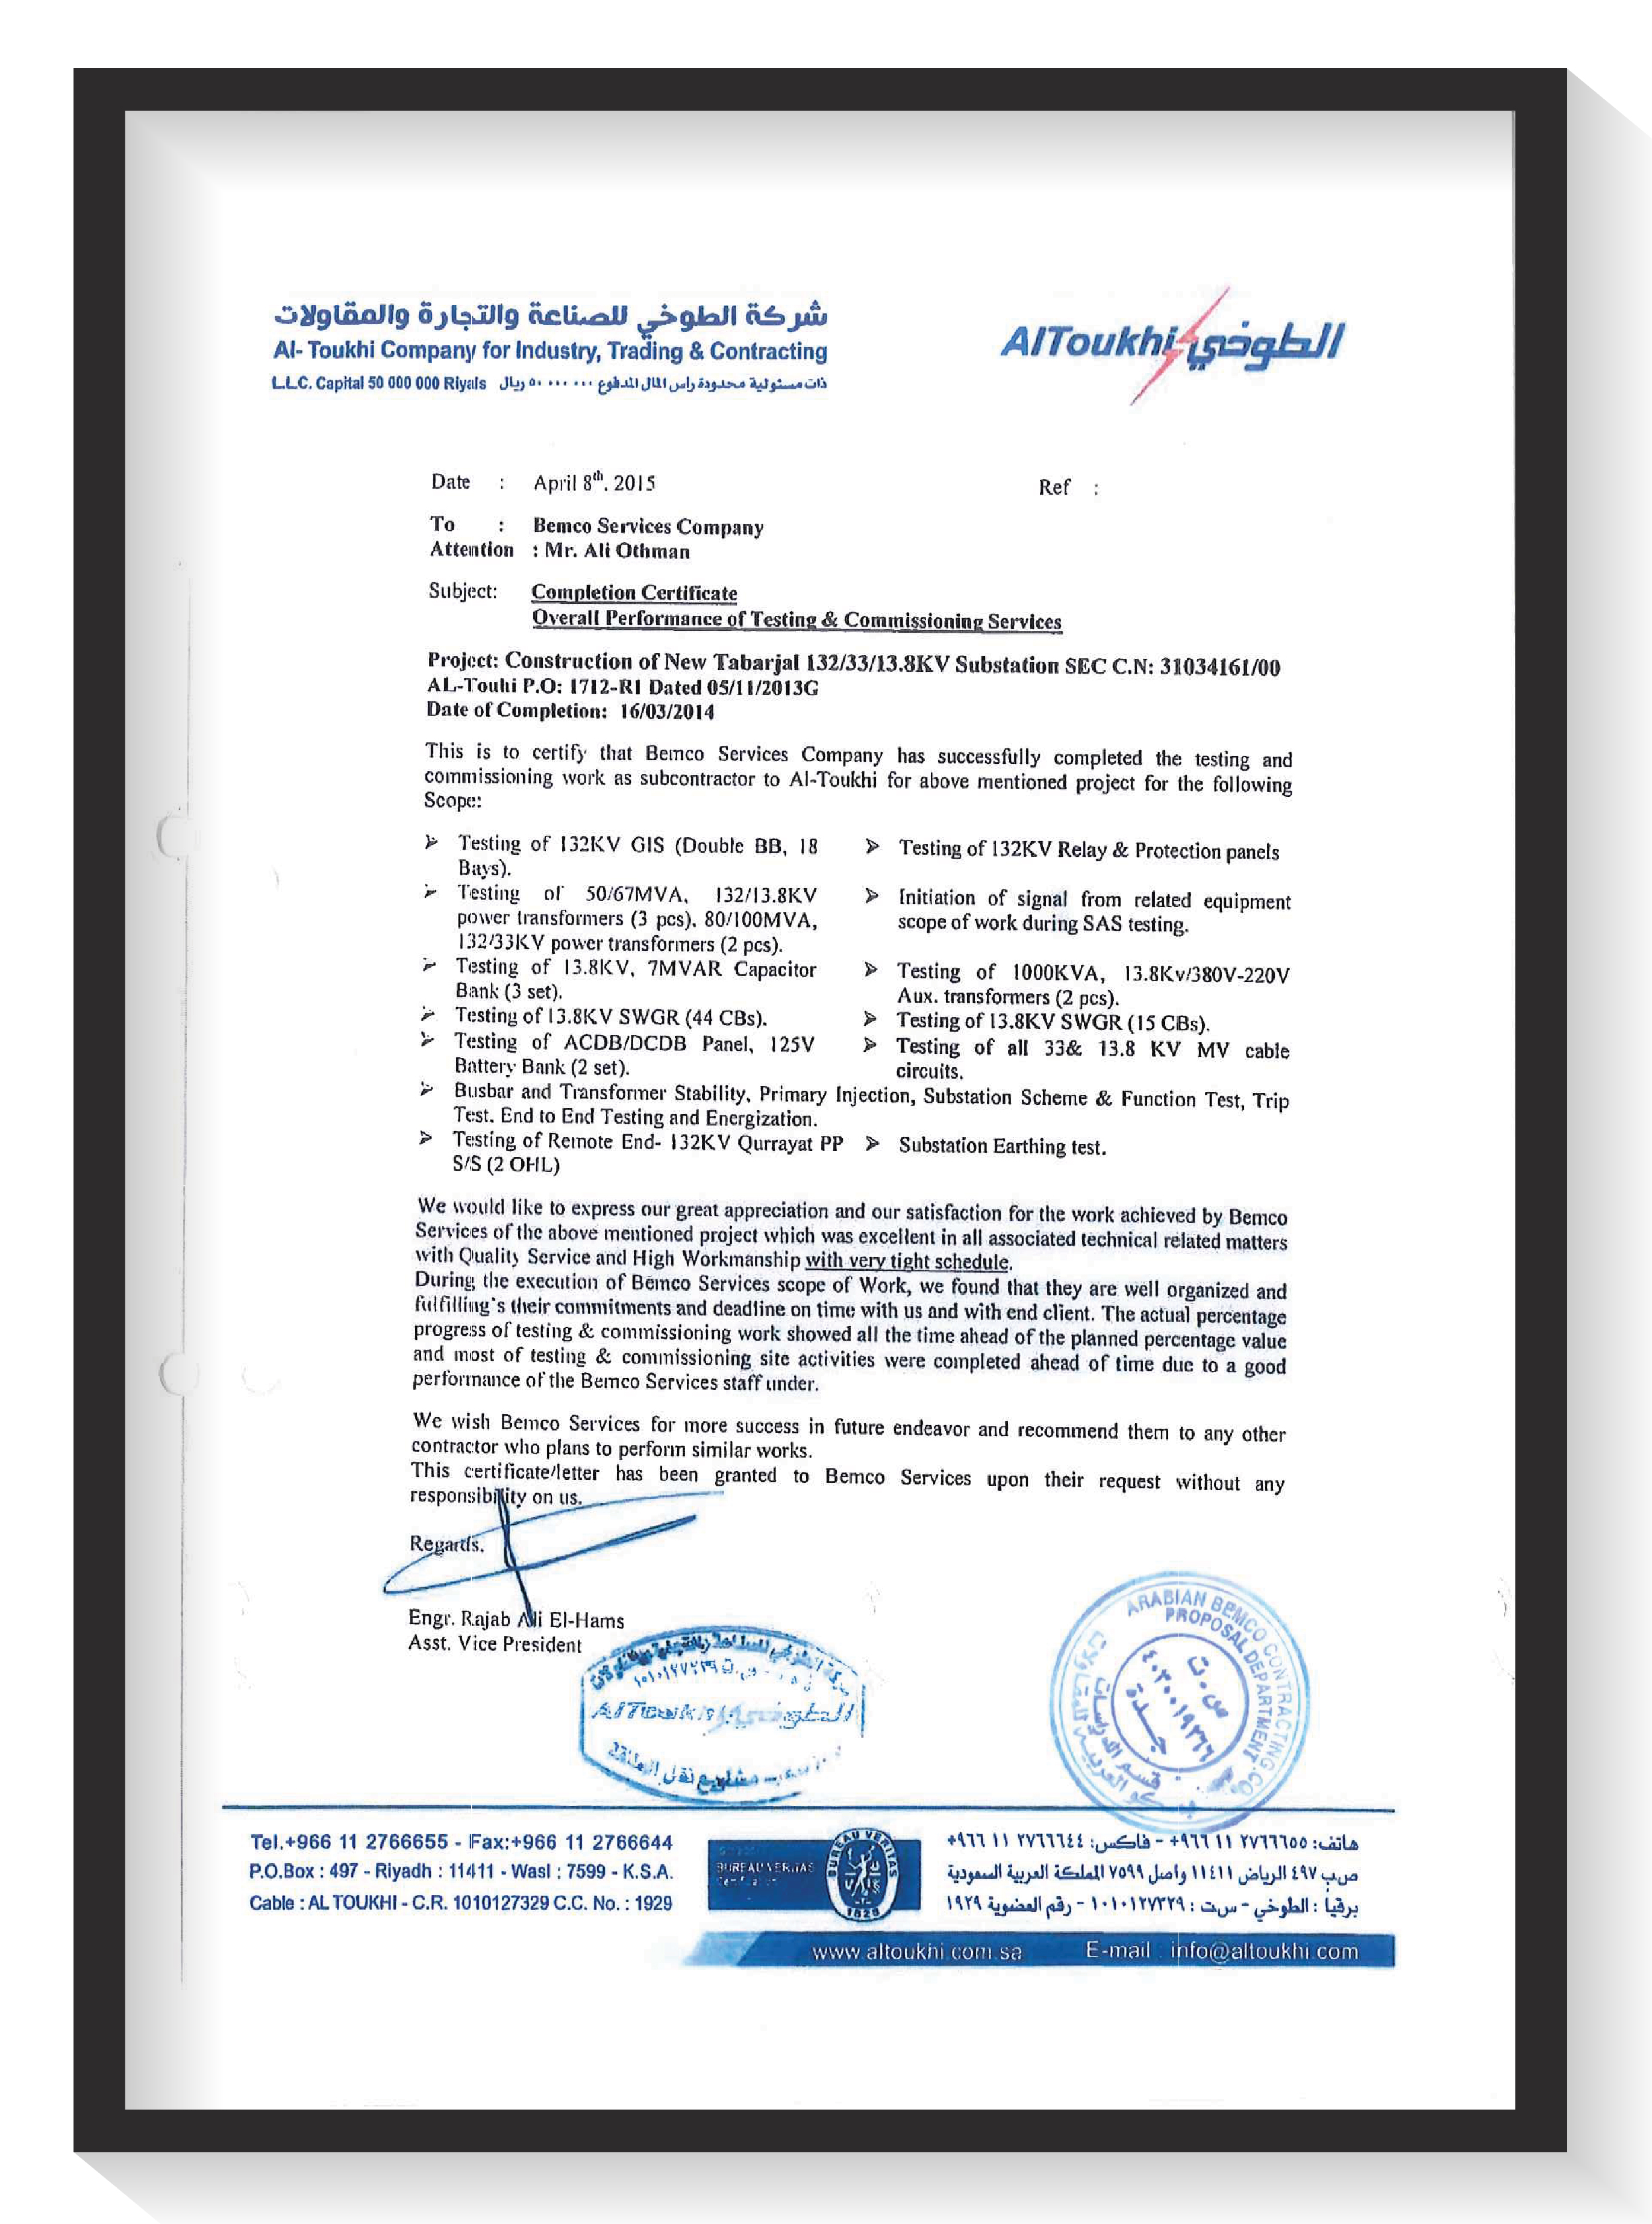 شركة الطوخي للصناعة والتجارة والمقاولات
Al- Toukhi Company for Industry, Trading & Contracting
L.L.C. Capital 50 000 000 Riyals ذات مسئولية محدودة راس المال المدفوع ٥٠ ٠٠٠ ٠٠٠ ريال
AlToukhi الطوخي
Date : April 8th. 2015
Ref :
To : Bemco Services Company
Attention : Mr. Ali Othman
Subject: Completion Certificate
Overall Performance of Testing & Commissioning Services
Project: Construction of New Tabarjal 132/33/13.8KV Substation SEC C.N: 31034161/00
AL-Touhi P.O: 1712-R1 Dated 05/11/2013G
Date of Completion: 16/03/2014
This is to certify that Bemco Services Company has successfully completed the testing and
commissioning work as subcontractor to Al-Toukhi for above mentioned project for the following
Scope:
➢ Testing of 132KV GIS (Double BB, 18
Bays).
➢ Testing of 132KV Relay & Protection panels
➢ Testing of 50/67MVA, 132/13.8KV
power transformers (3 pcs). 80/100MVA,
132/33KV power transformers (2 pcs).
➢ Initiation of signal from related equipment
scope of work during SAS testing.
➢ Testing of 13.8KV, 7MVAR Capacitor
Bank (3 set).
➢ Testing of 1000KVA, 13.8Kv/380V-220V
Aux. transformers (2 pcs).
➢ Testing of 13.8KV SWGR (44 CBs).
➢ Testing of 13.8KV SWGR (15 CBs).
➢ Testing of ACDB/DCDB Panel, 125V
Battery Bank (2 set).
➢ Testing of all 33& 13.8 KV MV cable
circuits.
➢ Busbar and Transformer Stability, Primary Injection, Substation Scheme & Function Test, Trip
Test. End to End Testing and Energization.
➢ Testing of Remote End- 132KV Qurrayat PP
S/S (2 OHL)
➢ Substation Earthing test.
We would like to express our great appreciation and our satisfaction for the work achieved by Bemco
Services of the above mentioned project which was excellent in all associated technical related matters
with Quality Service and High Workmanship with very tight schedule.
During the execution of Bemco Services scope of Work, we found that they are well organized and
fulfilling's their commitments and deadline on time with us and with end client. The actual percentage
progress of testing & commissioning work showed all the time ahead of the planned percentage value
and most of testing & commissioning site activities were completed ahead of time due to a good
performance of the Bemco Services staff under.
We wish Bemco Services for more success in future endeavor and recommend them to any other
contractor who plans to perform similar works.
This certificate/letter has been granted to Bemco Services upon their request without any
responsibility on us.
Regards,
Engr. Rajab Ali El-Hams
Asst. Vice President
AlToukhi الطوخي
مشاريع نقل الطاقة
ARABIAN BEMCO CONTRACTING. CO.
PROPOSAL DEPARTMENT
س.ت
٤٠٣٠٠١٩٣٦٦
جدة
قسم الدراسات
Tel.+966 11 2766655 - Fax:+966 11 2766644
P.O.Box : 497 - Riyadh : 11411 - Wasl : 7599 - K.S.A.
Cable : AL TOUKHI - C.R. 1010127329 C.C. No. : 1929
BUREAU VERITAS
Certification
BUREAU VERITAS
1828
هاتف: ٢٧٦٦٦٥٥ ١١ ٩٦٦+ - فاكس: ٢٧٦٦٦٤٤ ١١ ٩٦٦+
ص.ب ٤٩٧ الرياض ١١٤١١ واصل ٧٥٩٩ المملكة العربية السعودية
برقياً : الطوخي - س.ت : ١٠١٠١٢٧٣٢٩ - رقم العضوية ١٩٢٩
www.altoukhi.com.sa E-mail : info@altoukhi.com